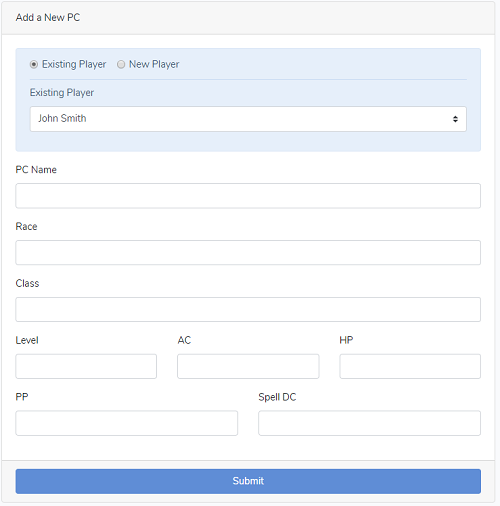 Add a New PC
Existing Player New Player
Existing Player
John Smith
PC Name
Race
Class
Level AC HP
PP Spell DC
Submit